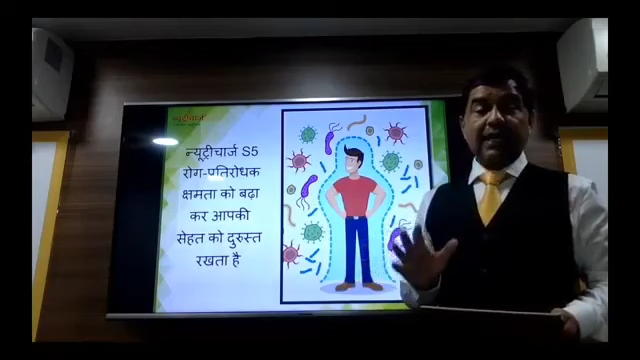 न्यूट्रीचार्ज
न्यूट्रीचार्ज S5
रोग-प्रतिरोधक
क्षमता को बढ़ा
कर आपकी
सेहत को दुरुस्त
रखता है